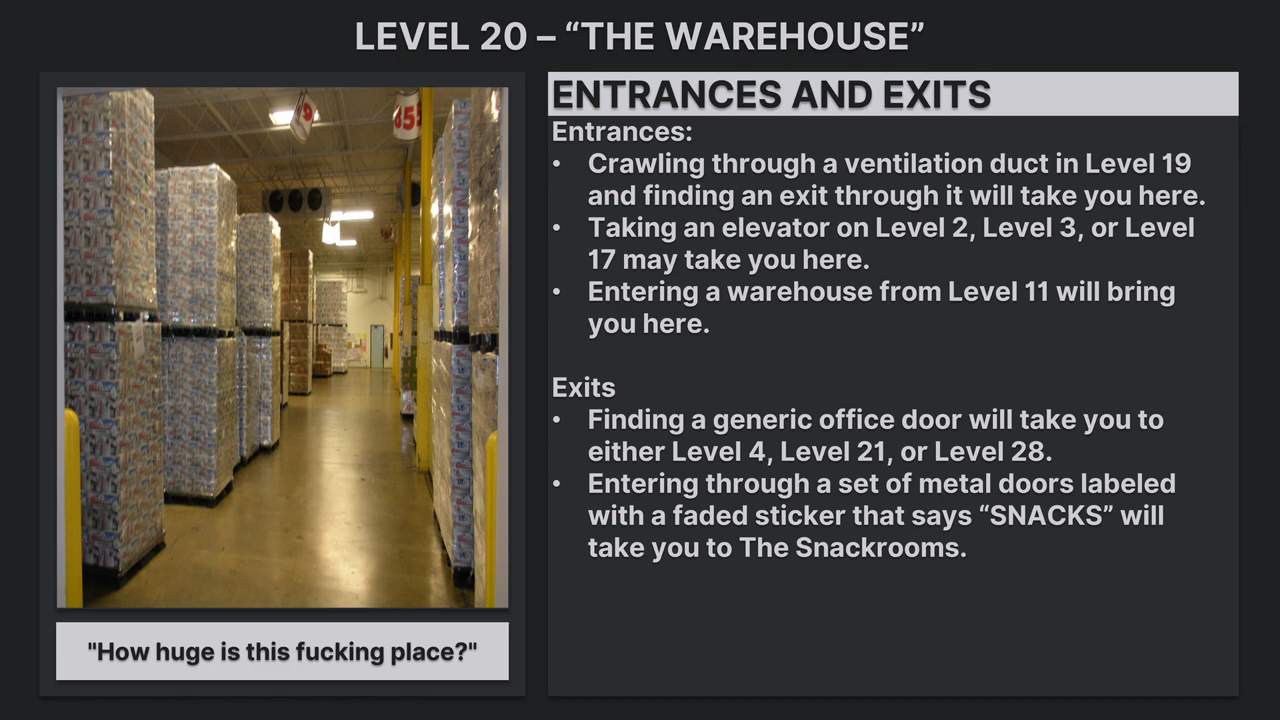 LEVEL 20 – “THE WAREHOUSE”
ENTRANCES AND EXITS
Entrances:
• Crawling through a ventilation duct in Level 19
and finding an exit through it will take you here.
• Taking an elevator on Level 2, Level 3, or Level
17 may take you here.
• Entering a warehouse from Level 11 will bring
you here.
Exits
• Finding a generic office door will take you to
either Level 4, Level 21, or Level 28.
• Entering through a set of metal doors labeled
with a faded sticker that says “SNACKS” will
take you to The Snackrooms.
"How huge is this fucking place?"